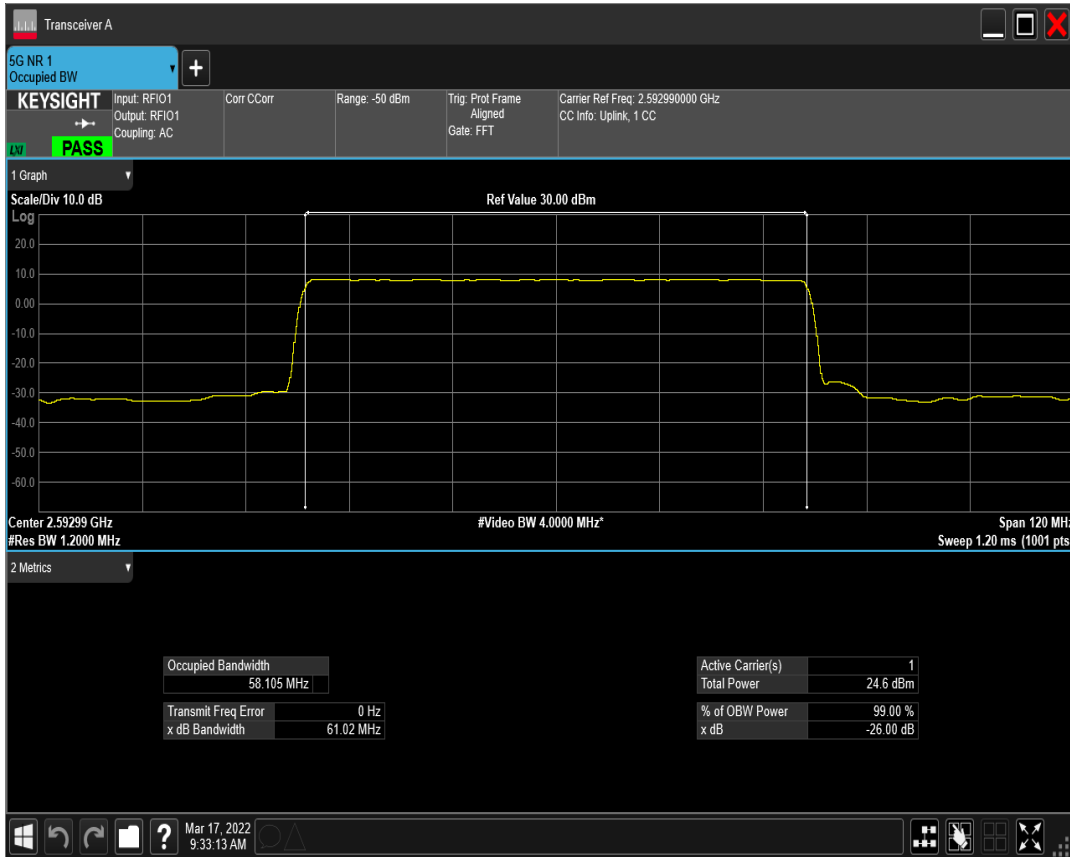 Transceiver A
5G NR 1
Occupied BW
+
KEYSIGHT
Input: RFIO1
Output: RFIO1
Coupling: AC
Corr CCorr
Range: -50 dBm
Trig: Prot Frame
Aligned
Gate: FFT
Carrier Ref Freq: 2.592990000 GHz
CC Info: Uplink, 1 CC
LXI
PASS
1 Graph
Scale/Div 10.0 dB
Ref Value 30.00 dBm
Log
20.0
10.0
0.00
-10.0
-20.0
-30.0
-40.0
-50.0
-60.0
Center 2.59299 GHz
#Video BW 4.0000 MHz*
Span 120 MHz
#Res BW 1.2000 MHz
Sweep 1.20 ms (1001 pts
2 Metrics
Occupied Bandwidth
58.105 MHz
Transmit Freq Error 0 Hz
x dB Bandwidth 61.02 MHz
Active Carrier(s) 1
Total Power 24.6 dBm
% of OBW Power 99.00 %
x dB -26.00 dB
?
Mar 17, 2022
9:33:13 AM